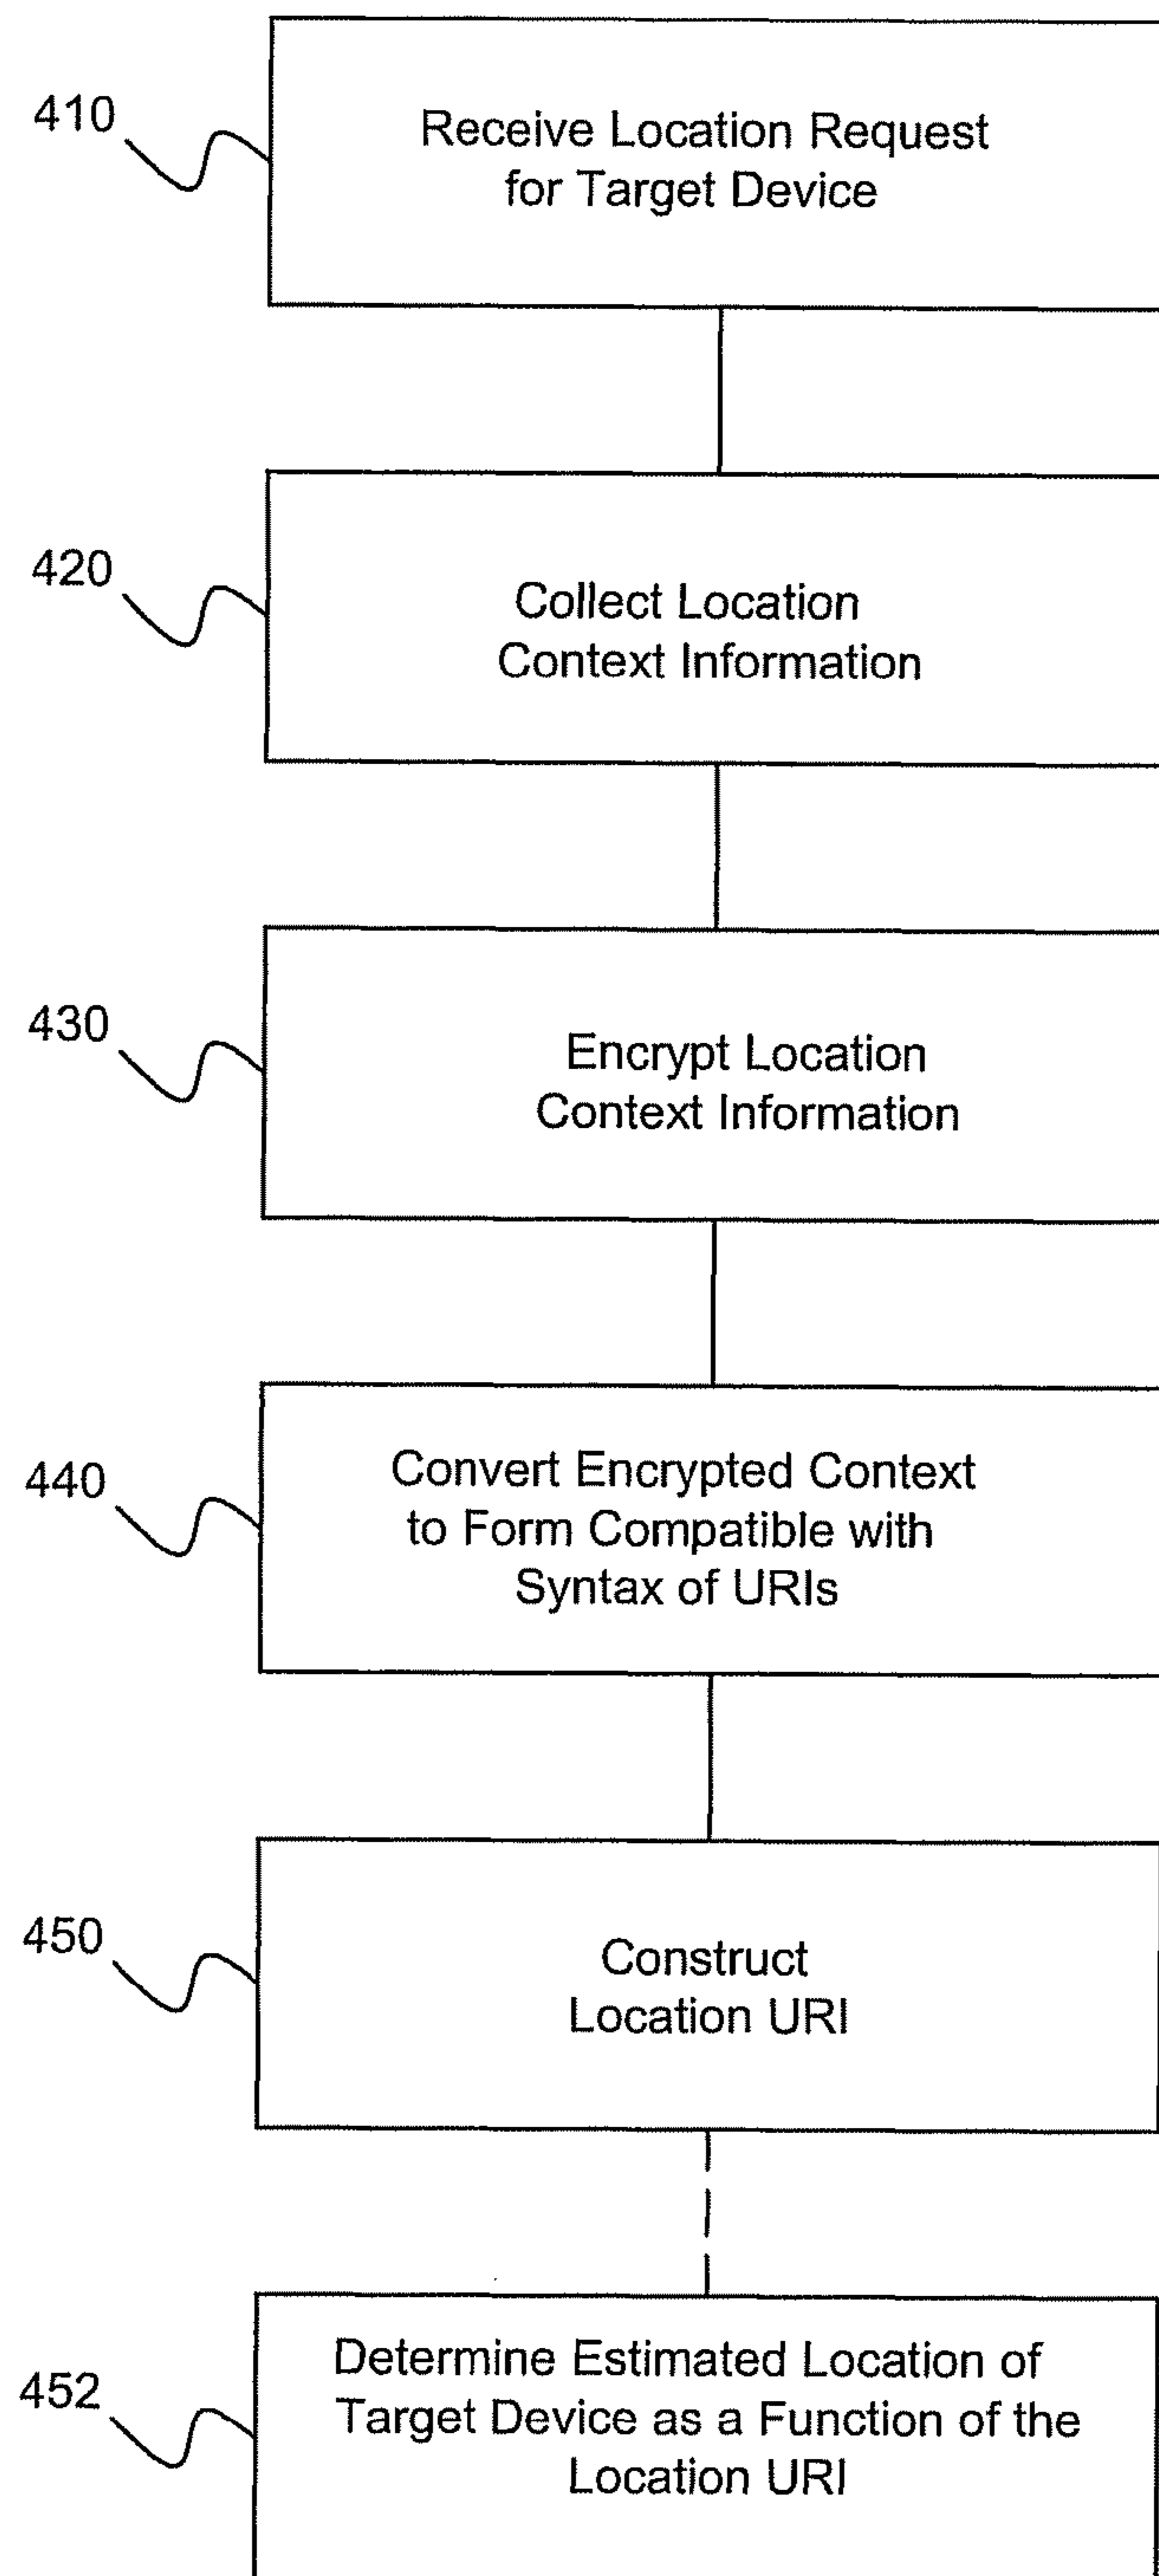 410
Receive Location Request
for Target Device
420
Collect Location
Context Information
430
Encrypt Location
Context Information
440
Convert Encrypted Context
to Form Compatible with
Syntax of URIs
450
Construct
Location URI
452
Determine Estimated Location of
Target Device as a Function of the
Location URI